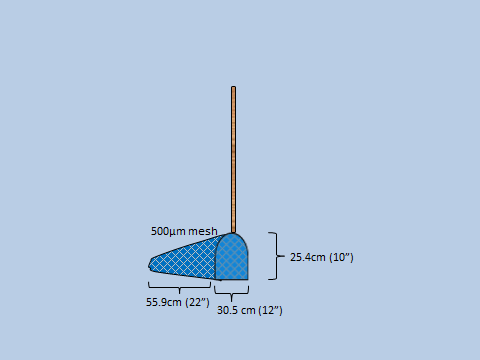 500µm mesh
25.4cm (10”)
55.9cm (22”)
30.5 cm (12”)